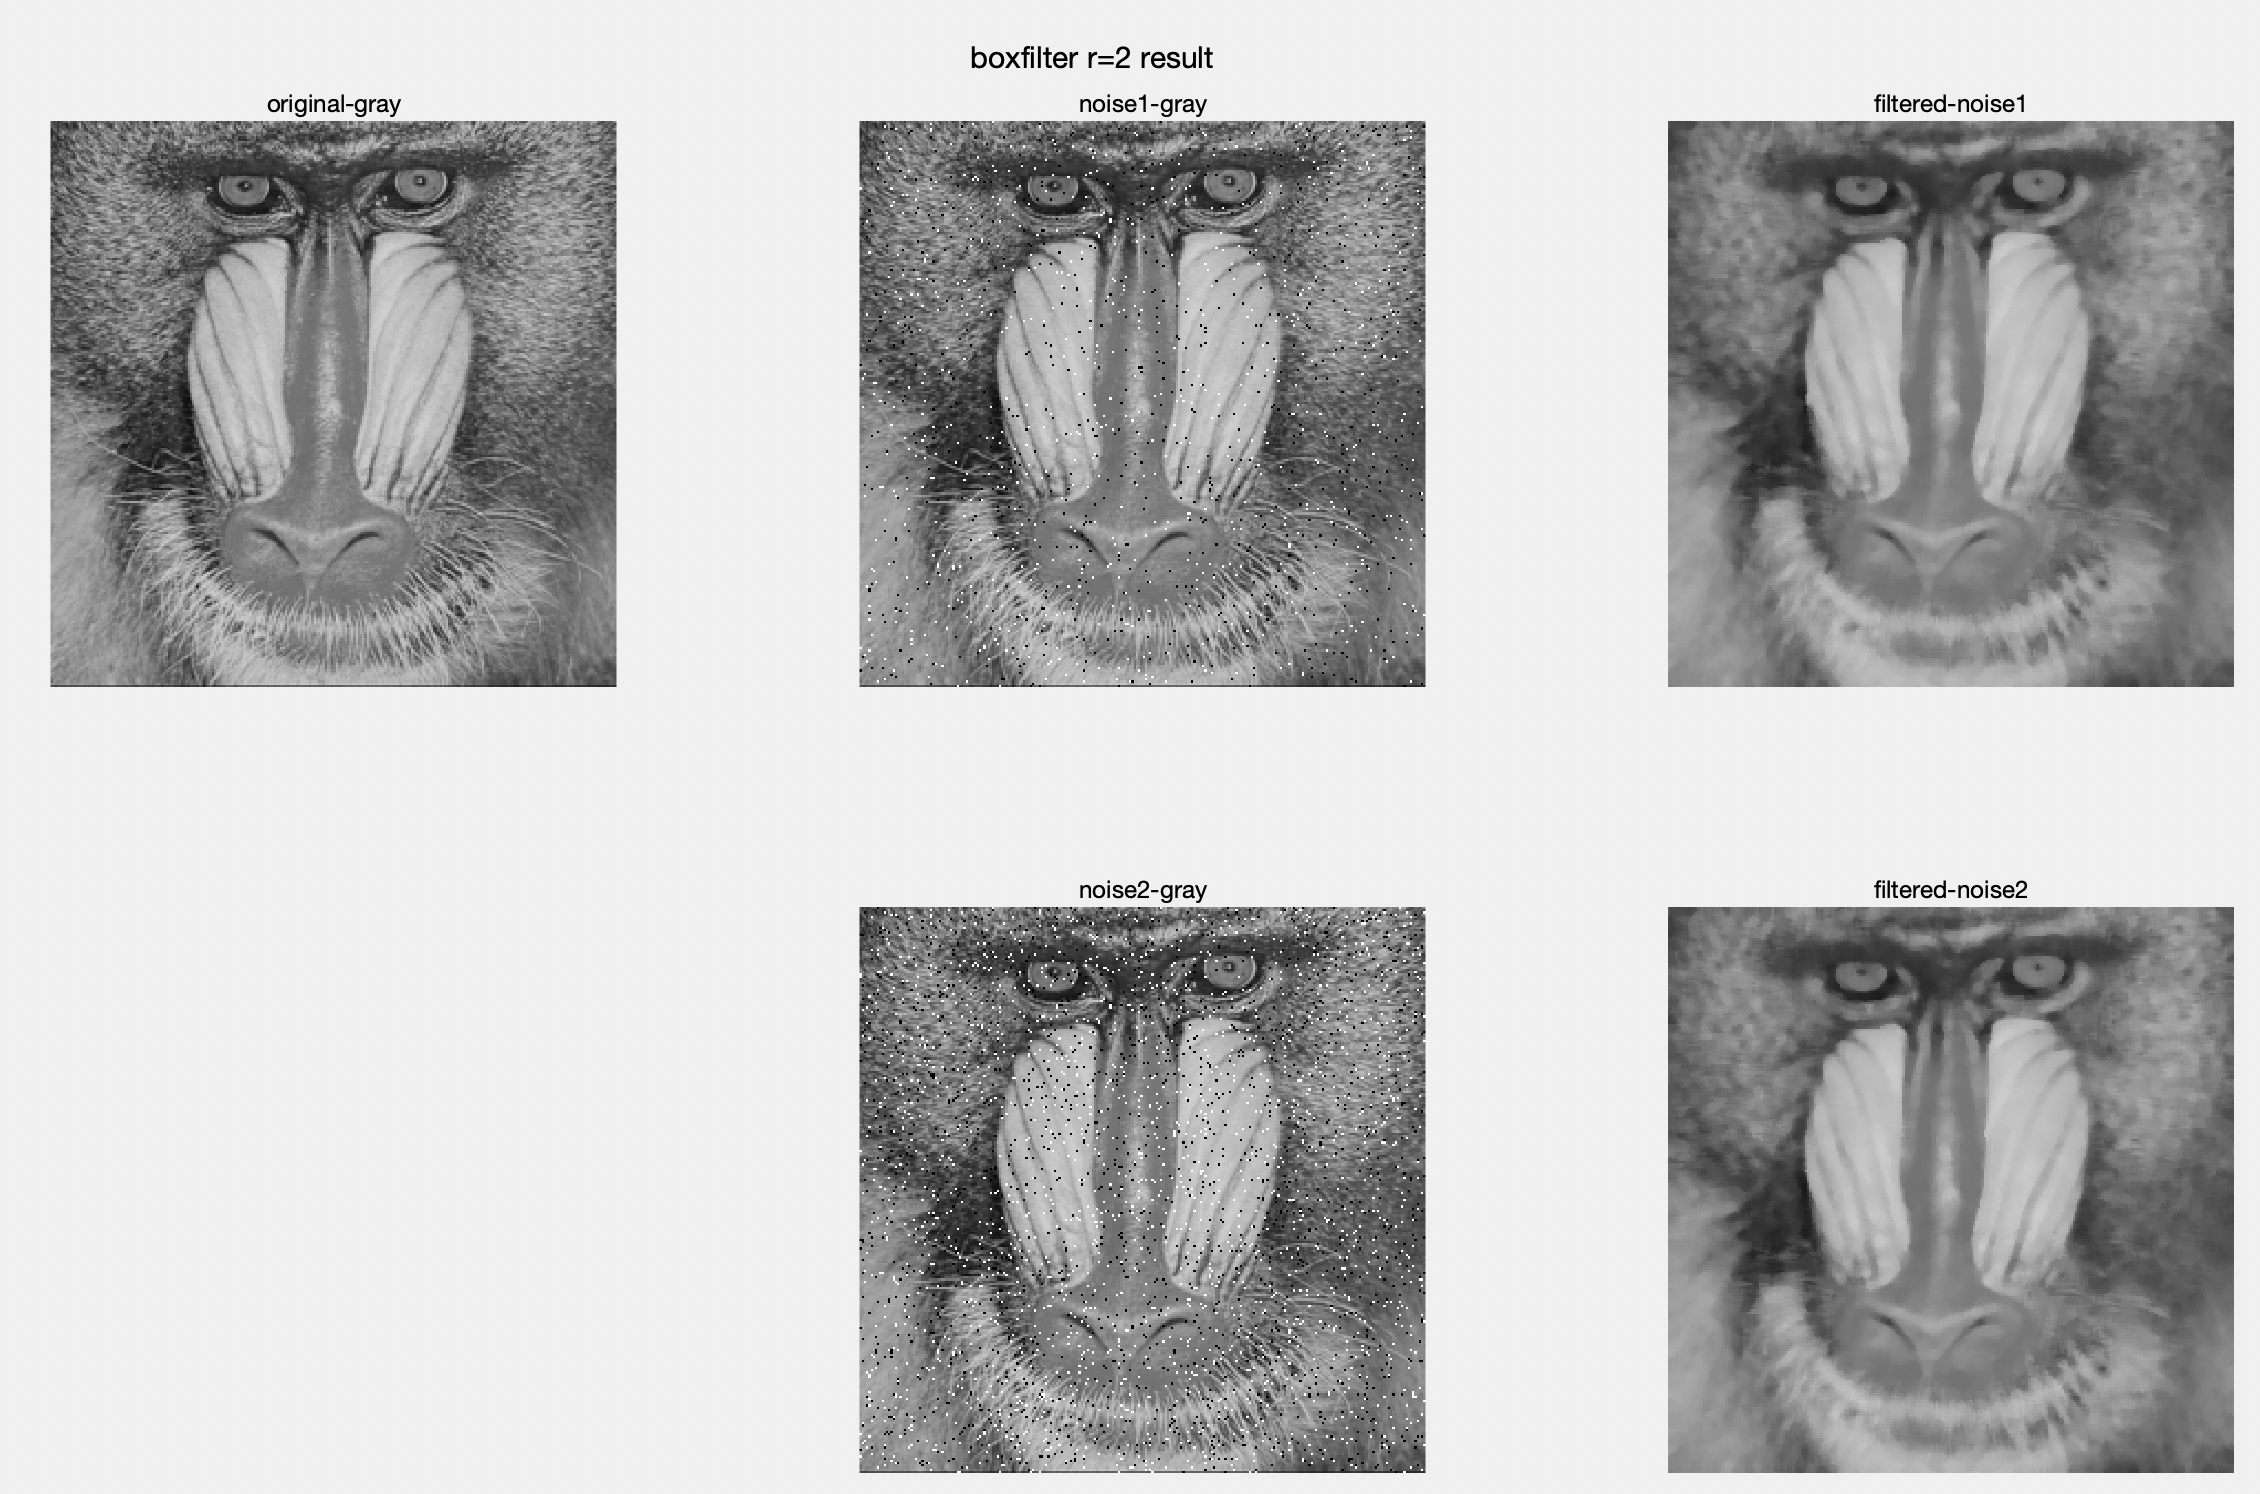 boxfilter r=2 result
original-gray
noise1-gray
filtered-noise1
noise2-gray
filtered-noise2